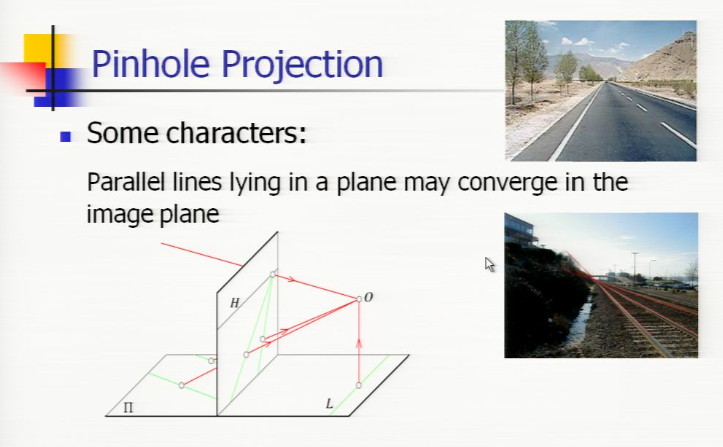 Pinhole Projection
Some characters:
Parallel lines lying in a plane may converge in the
image plane
H
O
Π
L